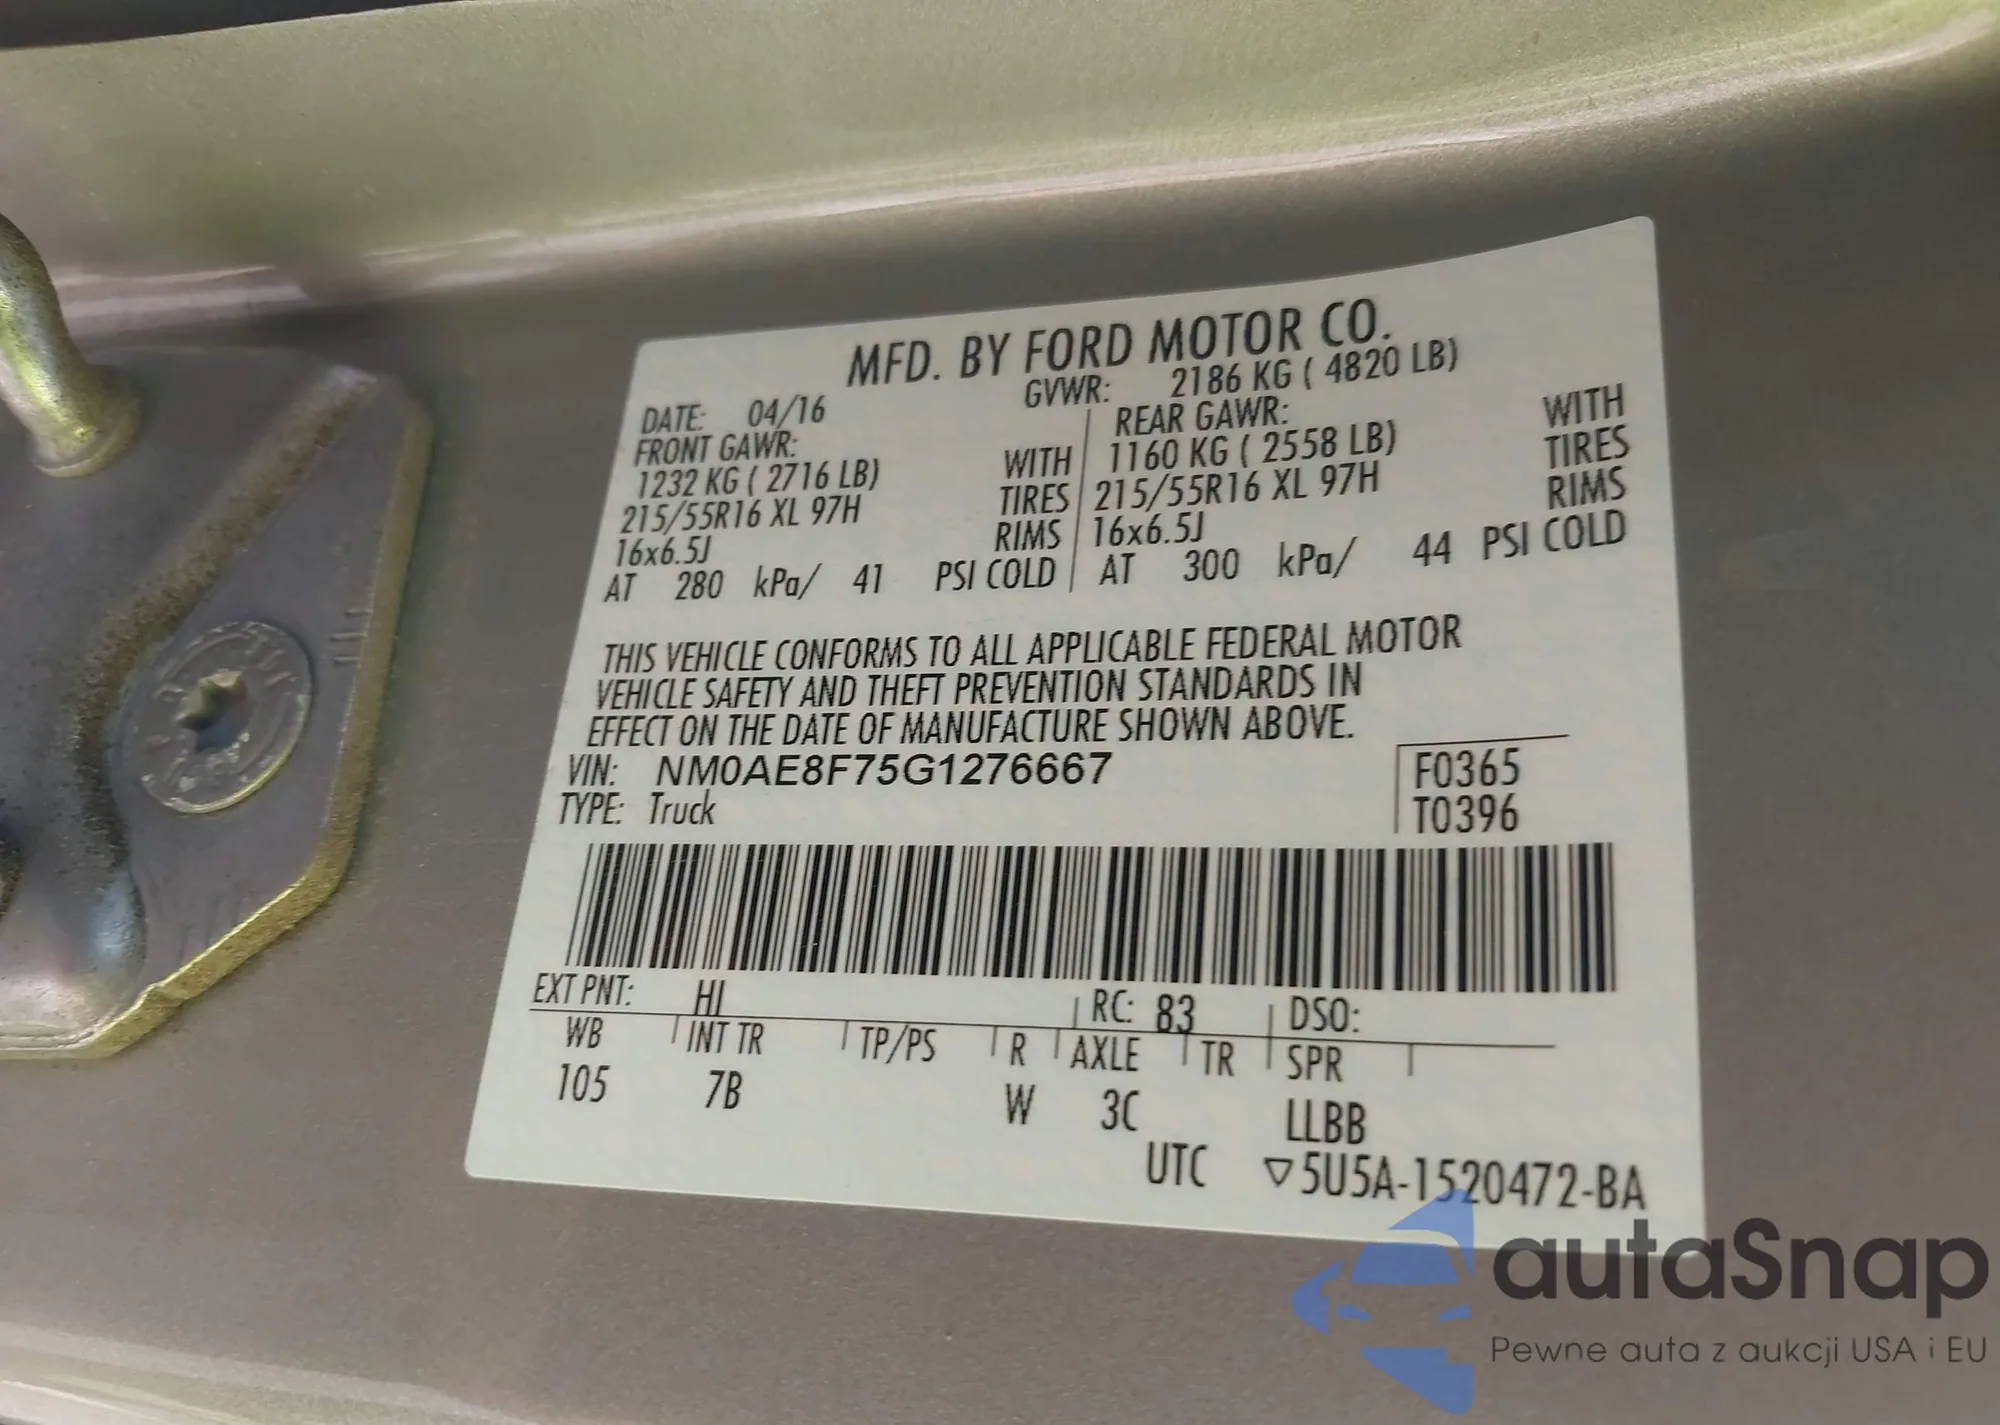 MFD. BY FORD MOTOR CO.
DATE: 04/16 GVWR: 2186 KG ( 4820 LB)
FRONT GAWR: REAR GAWR:
1232 KG ( 2716 LB) WITH 1160 KG ( 2558 LB) WITH
215/55R16 XL 97H TIRES 215/55R16 XL 97H TIRES
16x6.5J RIMS 16x6.5J RIMS
AT 280 kPa/ 41 PSI COLD AT 300 kPa/ 44 PSI COLD
THIS VEHICLE CONFORMS TO ALL APPLICABLE FEDERAL MOTOR
VEHICLE SAFETY AND THEFT PREVENTION STANDARDS IN
EFFECT ON THE DATE OF MANUFACTURE SHOWN ABOVE.
VIN: NM0AE8F75G1276667 F0365
TYPE: Truck T0396
EXT PNT: HI RC: 83 DSO:
WB INT TR TP/PS R AXLE TR SPR
105 7B W 3C LLBB
UTC ▽5U5A-1520472-BA
autaSnap
Pewne auta z aukcji USA i EU